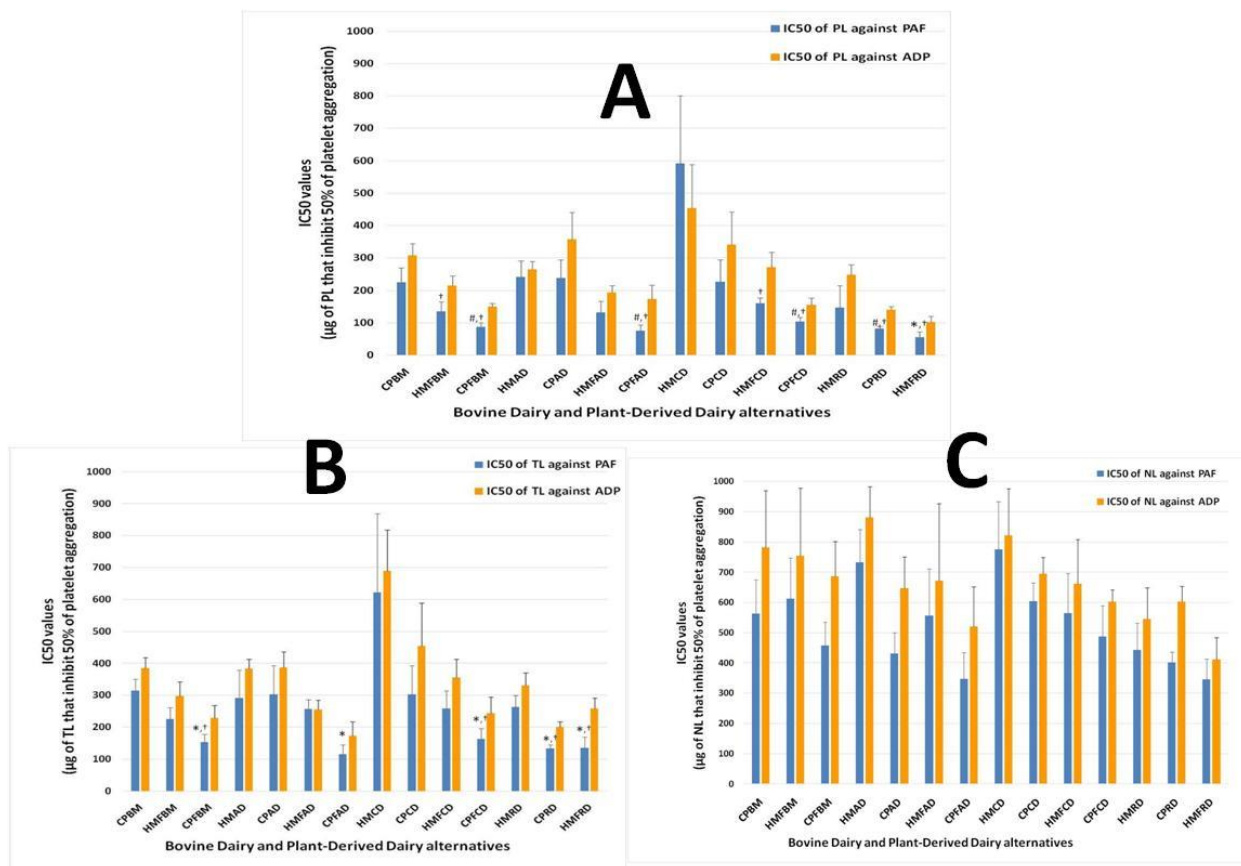 A
IC50 of PL against PAF
IC50 of PL against ADP
IC50 values
(µg of PL that inhibit 50% of platelet aggregation)
1000
900
800
700
600
500
400
300
200
100
0
†
#,†
#,†
†
#,†
#,†
*,†
CPBM HMFBM CPFBM HMAD CPAD HMFAD CPFAD HMCD CPCD HMFCD CPFCD HMRD CPRD HMFRD
Bovine Dairy and Plant-Derived Dairy alternatives
B
IC50 of TL against PAF
IC50 of TL against ADP
IC50 values
(µg of TL that inhibit 50% of platelet aggregation)
1000
900
800
700
600
500
400
300
200
100
0
*,†
*
*,†
*,†
*,†
CPBM HMFBM CPFBM HMAD CPAD HMFAD CPFAD HMCD CPCD HMFCD CPFCD HMRD CPRD HMFRD
Bovine Dairy and Plant-Derived Dairy alternatives
C
IC50 of NL against PAF
IC50 of NL against ADP
IC50 values
(µg of NL that inhibit 50% of platelet aggregation)
1000
900
800
700
600
500
400
300
200
100
0
CPBM HMFBM CPFBM HMAD CPAD HMFAD CPFAD HMCD CPCD HMFCD CPFCD HMRD CPRD HMFRD
Bovine Dairy and Plant-Derived Dairy alternatives